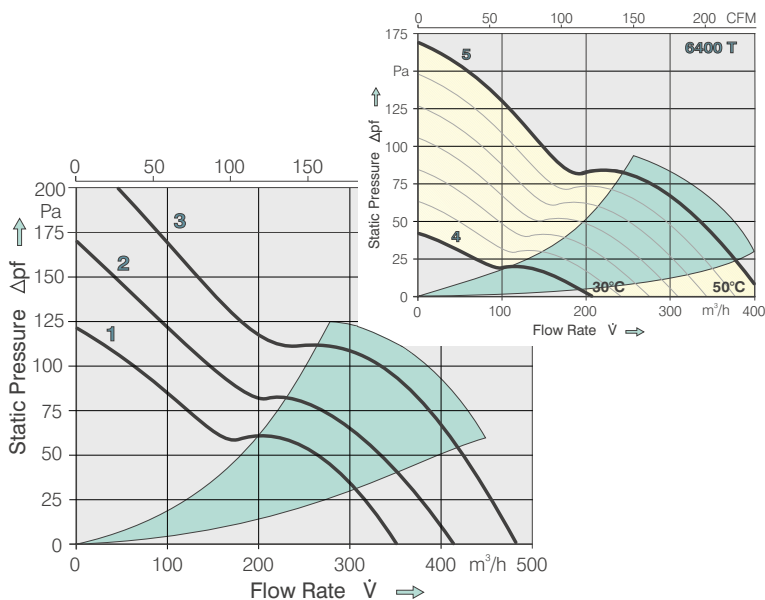 0 50 100 150 200 CFM
175
Pa
125
100
75
50
25
0
Static Pressure Δpf
6400 T
5
4
30°C
50°C
0 100 200 300 m³/h 400
Flow Rate V̇
0 50 100 150
200
Pa
175
150
125
100
75
50
25
0
Static Pressure Δpf
3
2
1
0 100 200 300 400 m³/h 500
Flow Rate V̇